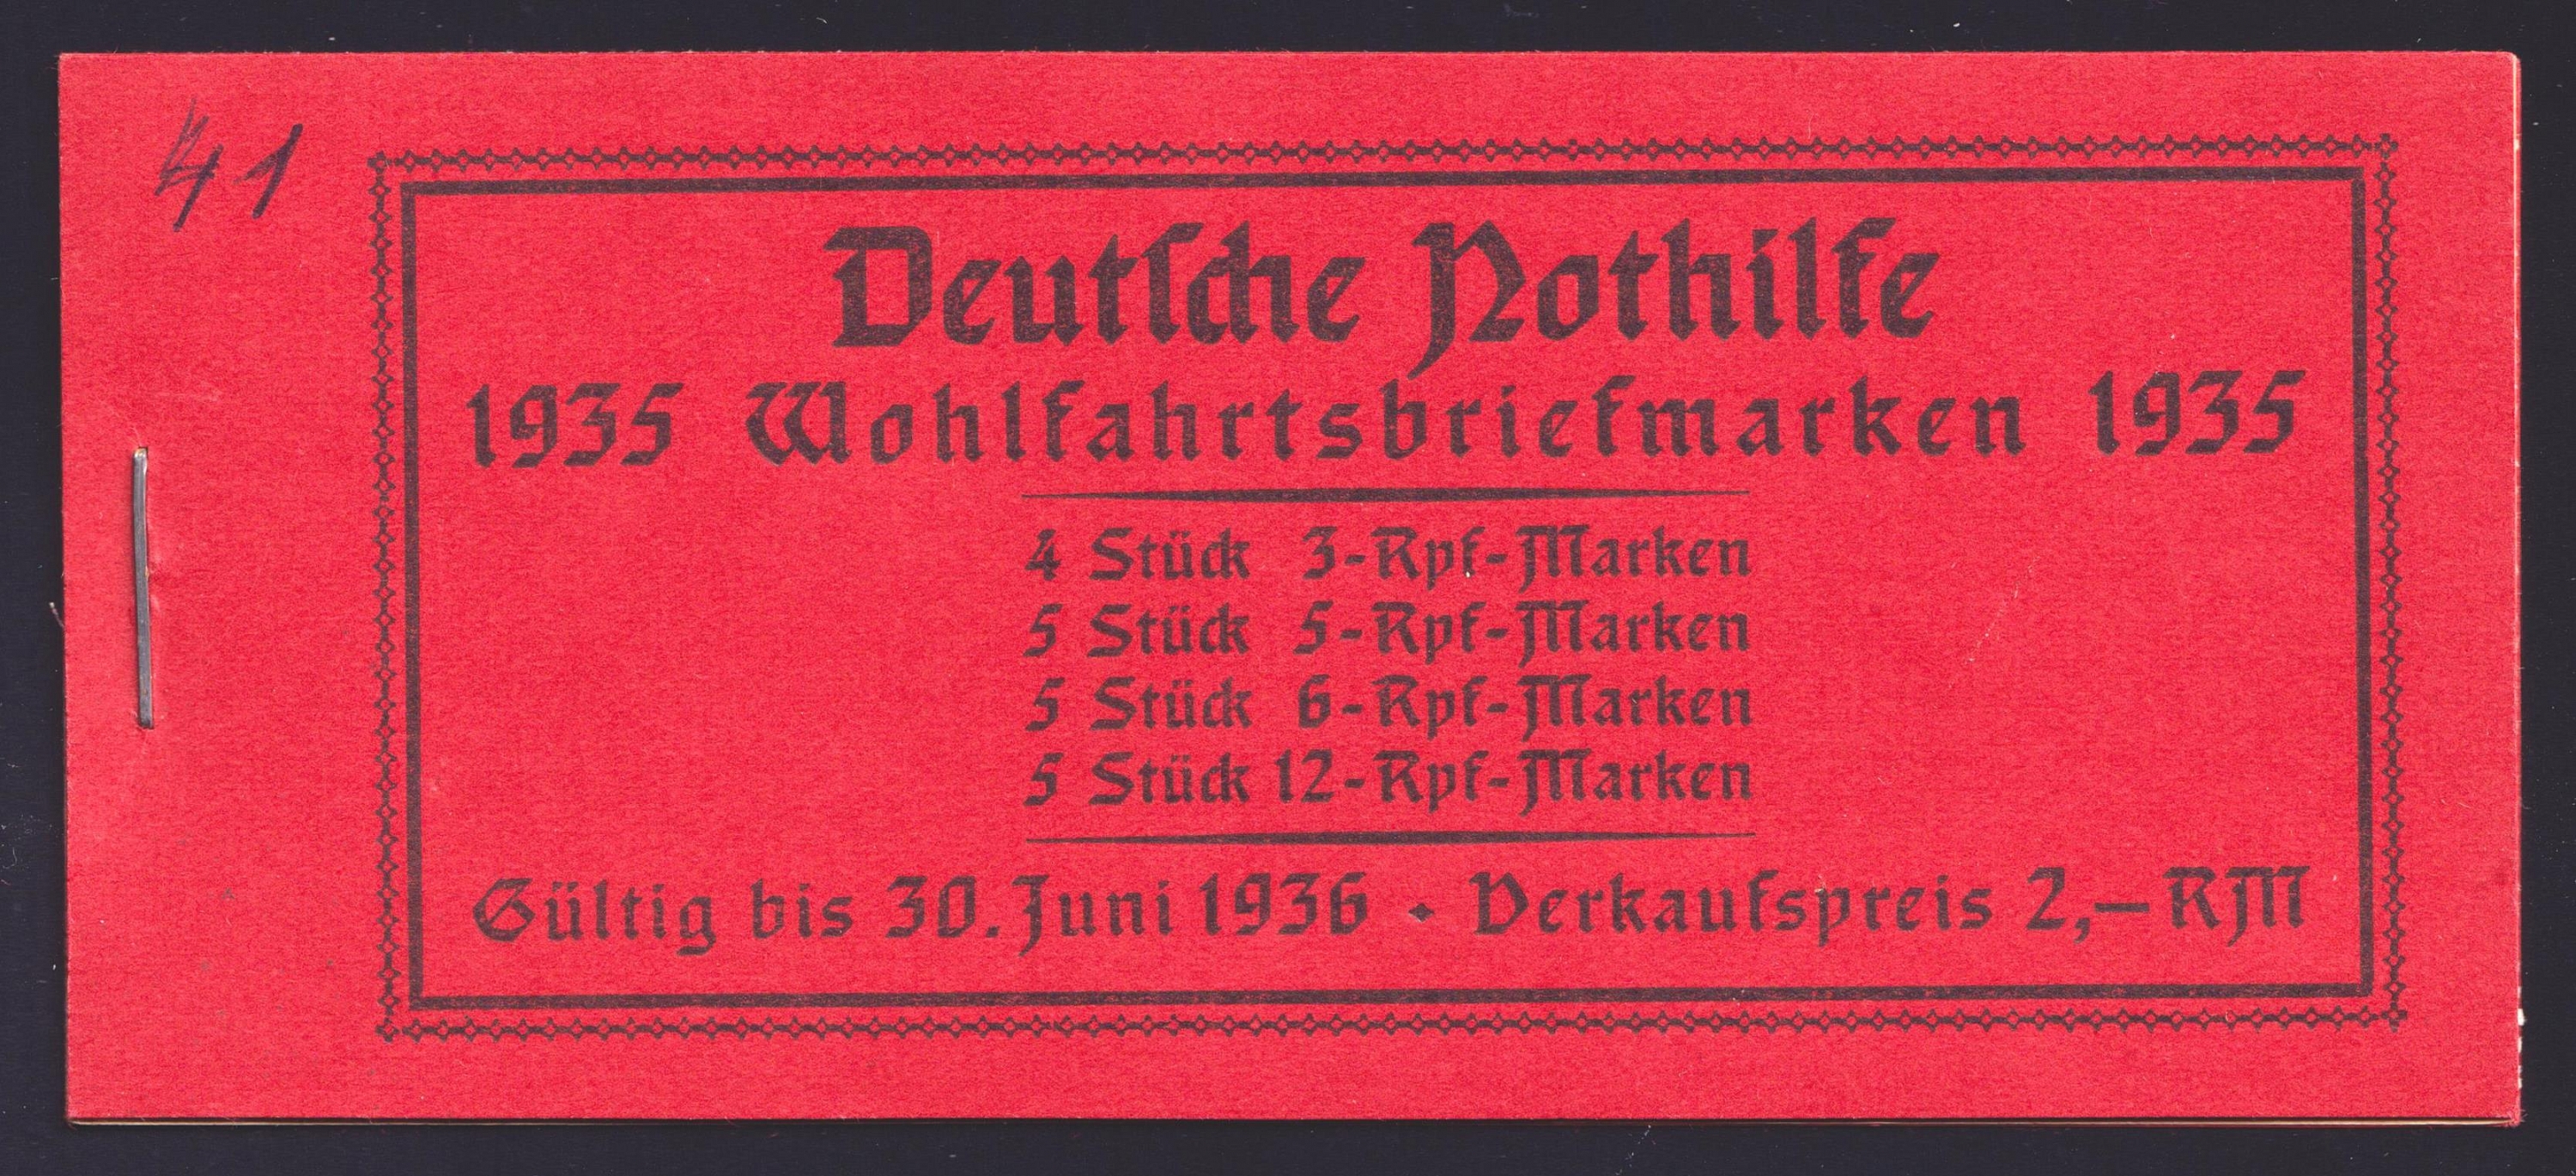 41
Deutſche Nothilfe
1935 Wohlfahrtsbriefmarken 1935
4 Stück 3-Rpf-Marken
5 Stück 5-Rpf-Marken
5 Stück 6-Rpf-Marken
5 Stück 12-Rpf-Marken
Gültig bis 30. Juni 1936 · Verkaufspreis 2,— RM